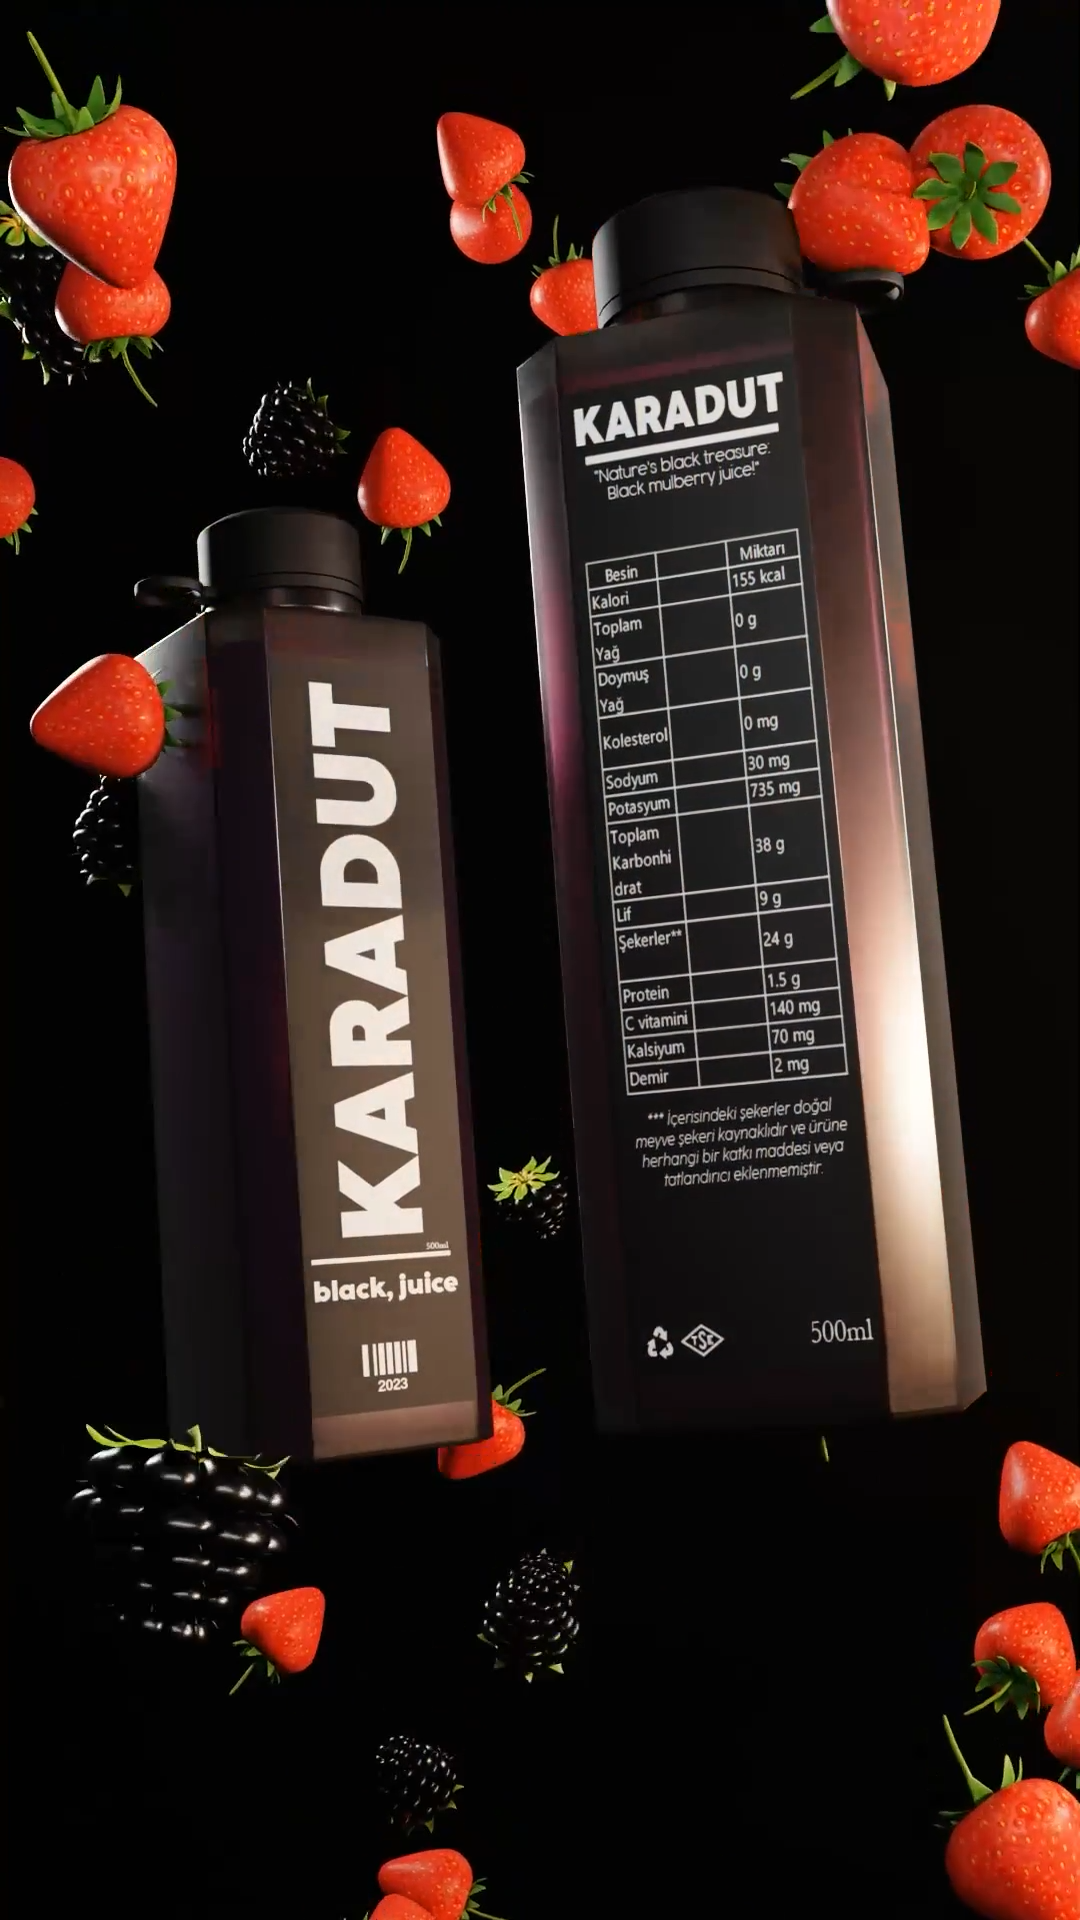 KARADUT
500ml
black, juice
2023
KARADUT
"Nature's black treasure:
Black mulberry juice!"
Besin Miktarı
Kalori 155 kcal
Toplam
Yağ 0 g
Doymuş
Yağ 0 g
Kolesterol 0 mg
Sodyum 30 mg
Potasyum 735 mg
Toplam
Karbonhi
drat 38 g
Lif 9 g
Şekerler** 24 g
Protein 1.5 g
C vitamini 140 mg
Kalsiyum 70 mg
Demir 2 mg
*** İçerisindeki şekerler doğal
meyve şekeri kaynaklıdır ve ürüne
herhangi bir katkı maddesi veya
tatlandırıcı eklenmemiştir.
TSE
500ml